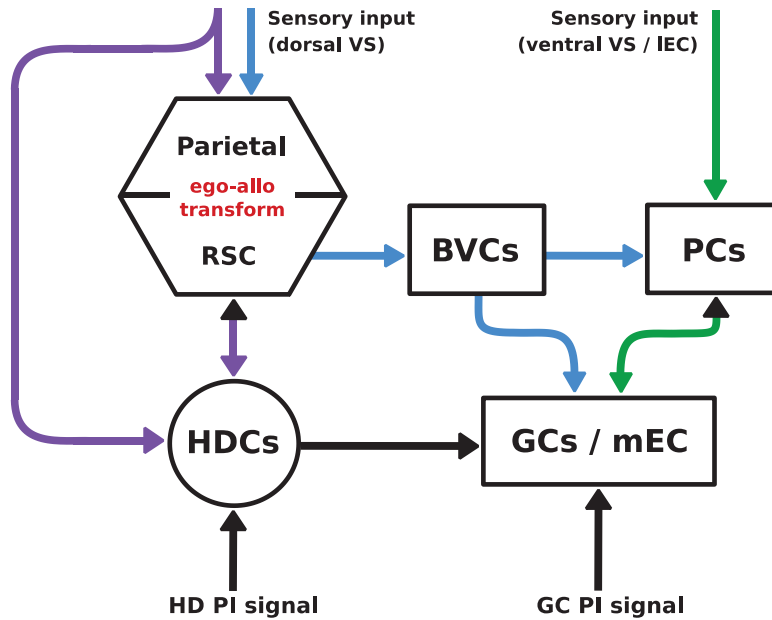 Sensory input
(dorsal VS)
Sensory input
(ventral VS / lEC)
Parietal
ego-allo
transform
RSC
BVCs
PCs
HDCs
GCs / mEC
HD PI signal
GC PI signal